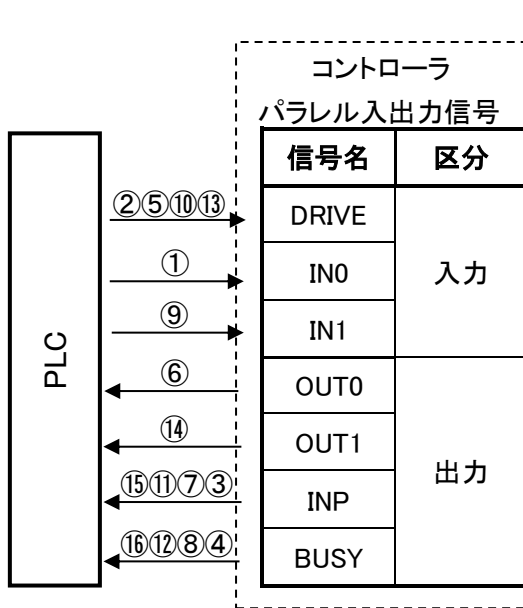 コントローラ
パラレル入出力信号
信号名 区分
②⑤⑩⑬ DRIVE
① IN0 入力
⑨ IN1
PLC
⑥ OUT0
⑭ OUT1
出力
⑮⑪⑦③ INP
⑯⑫⑧④ BUSY